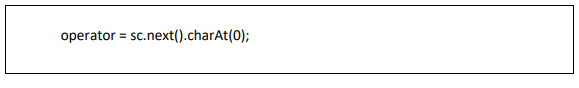 operator = sc.next().charAt(0);